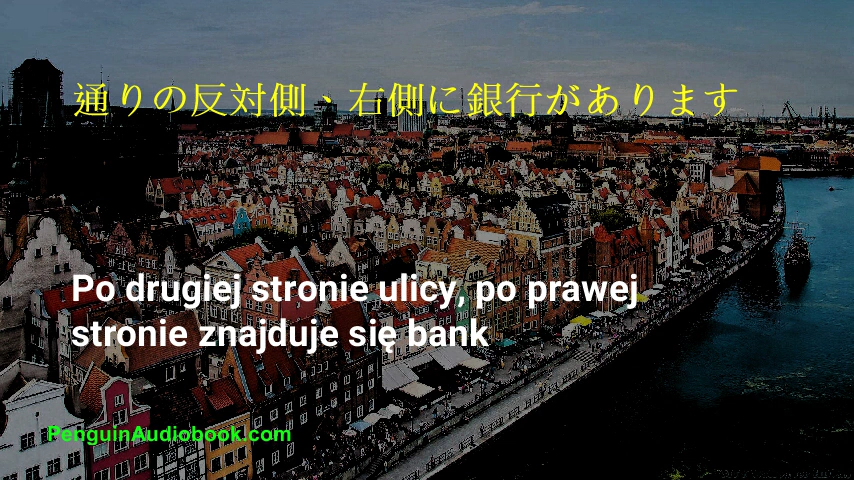 通りの反対側、右側に銀行があります
Po drugiej stronie ulicy, po prawej
stronie znajduje się bank
PenguinAudiobook.com